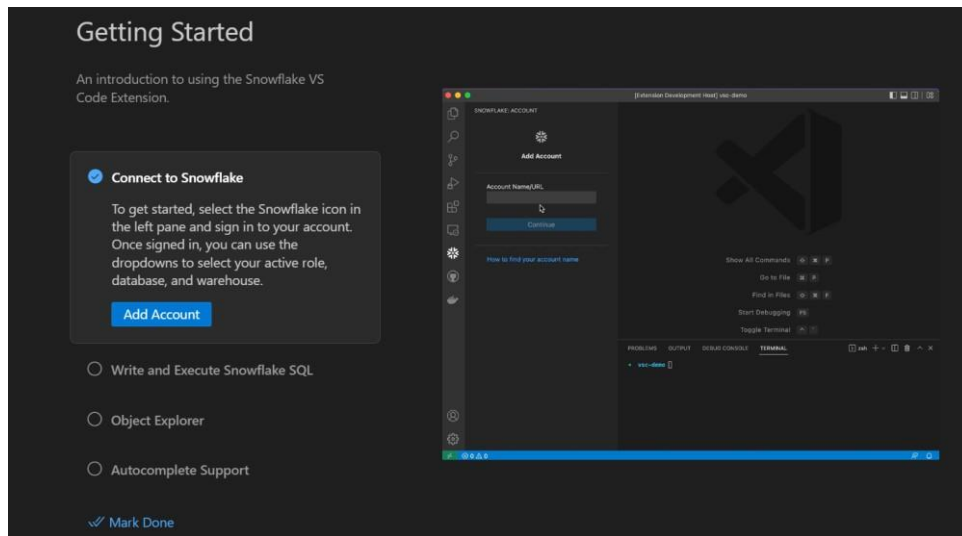 Getting Started
An introduction to using the Snowflake VS
Code Extension.
Connect to Snowflake
To get started, select the Snowflake icon in
the left pane and sign in to your account.
Once signed in, you can use the
dropdowns to select your active role,
database, and warehouse.
Add Account
Write and Execute Snowflake SQL
Object Explorer
Autocomplete Support
Mark Done
[Extension Development Host] vsc-demo
SNOWFLAKE: ACCOUNT
Add Account
Account Name/URL
Continue
How to find your account name
Show All Commands ⇧ ⌘ P
Go to File ⌘ P
Find in Files ⇧ ⌘ F
Start Debugging F5
Toggle Terminal ^ `
PROBLEMS OUTPUT DEBUG CONSOLE TERMINAL
zsh
vsc-demo
0 0